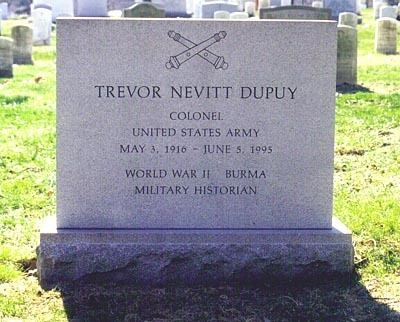 TREVOR NEVITT DUPUY
COLONEL
UNITED STATES ARMY
MAY 3, 1916 - JUNE 5, 1995
WORLD WAR II BURMA
MILITARY HISTORIAN